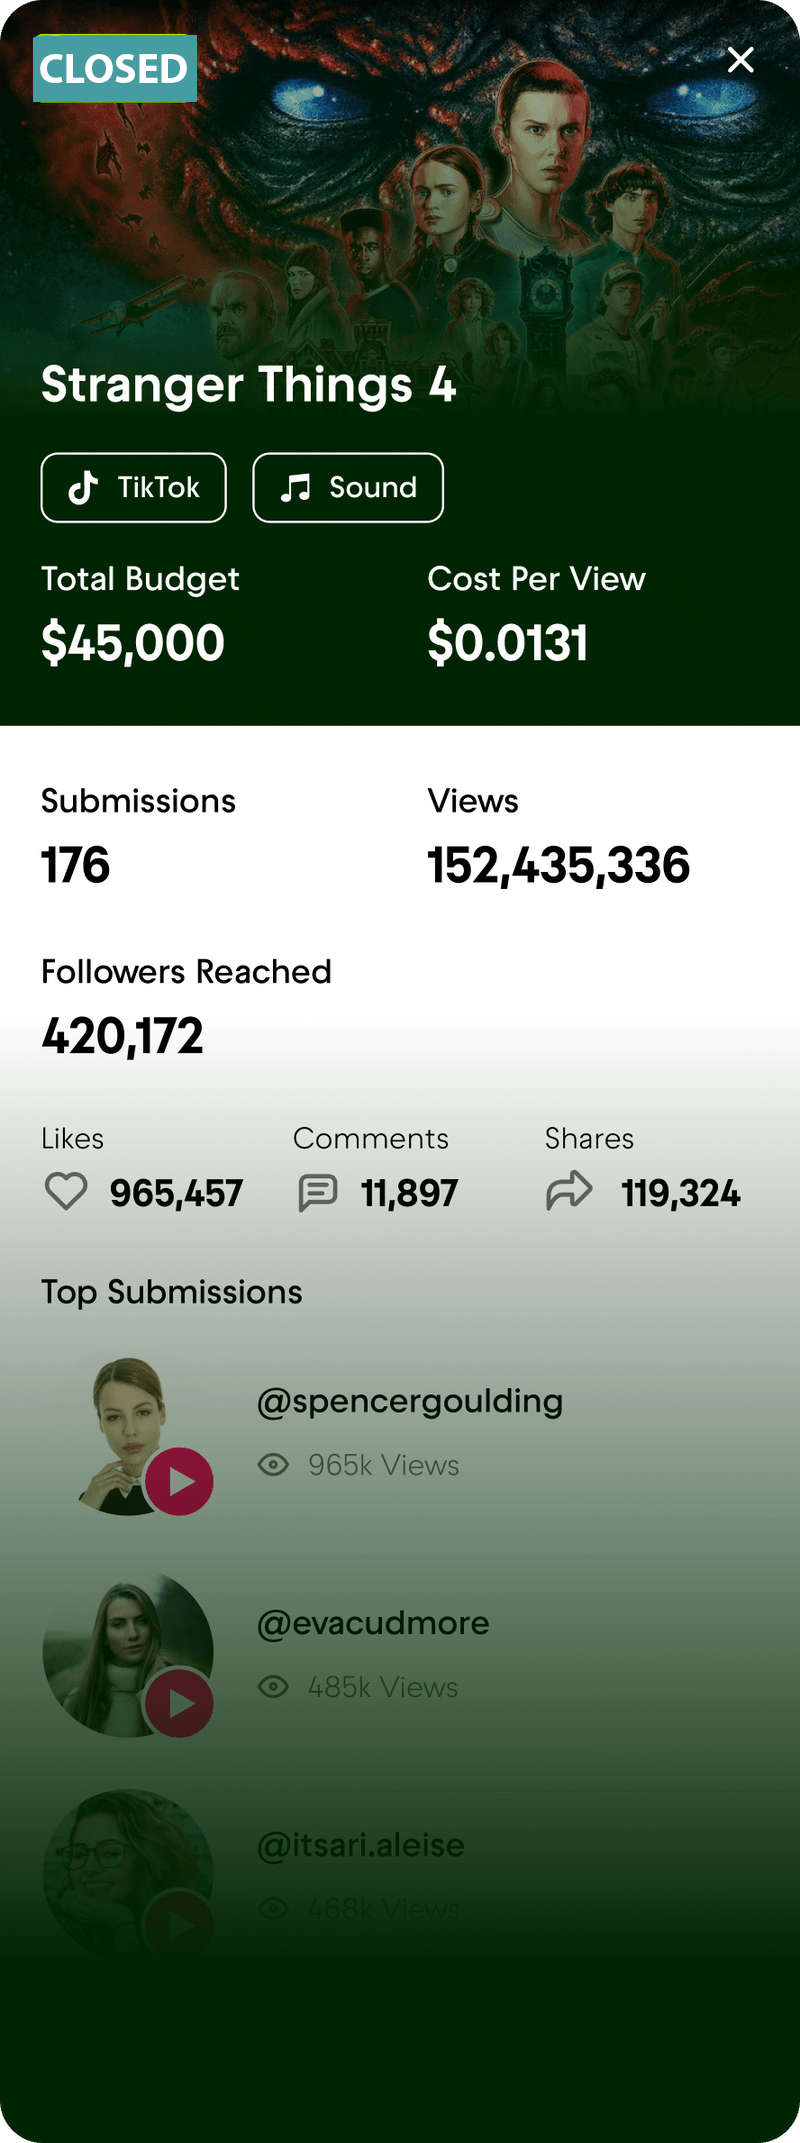 CLOSED
Stranger Things 4
TikTok Sound
Total Budget Cost Per View
$45,000 $0.0131
Submissions Views
176 152,435,336
Followers Reached
420,172
Likes Comments Shares
965,457 11,897 119,324
Top Submissions
@spencergoulding
965k Views
@evacudmore
485k Views
@itsari.aleise
468k Views